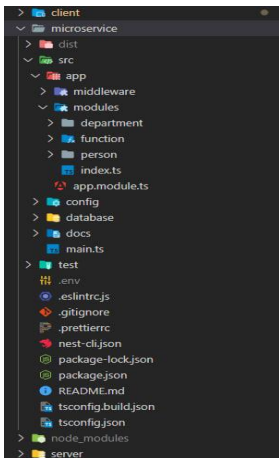 client
microservice
dist
src
app
middleware
modules
department
function
person
index.ts
app.module.ts
config
database
docs
main.ts
test
.env
.eslintrc.js
.gitignore
.prettierrc
nest-cli.json
package-lock.json
package.json
README.md
tsconfig.build.json
tsconfig.json
node_modules
server